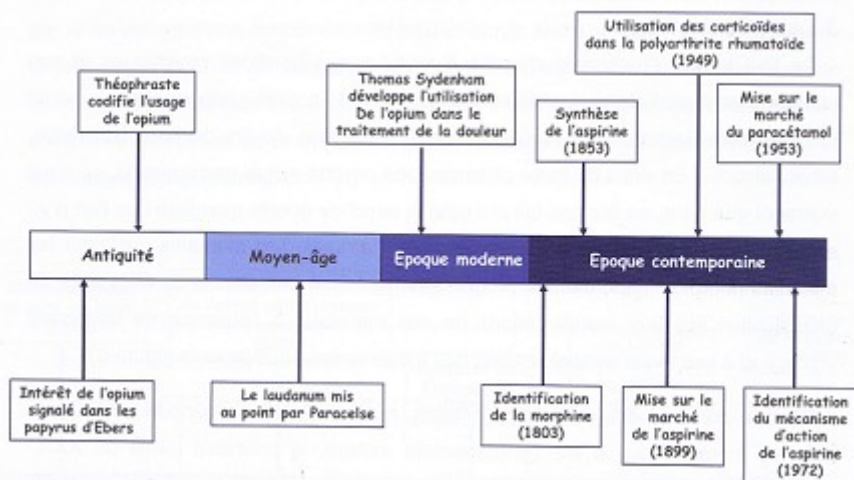 Utilisation des corticoïdes
dans la polyarthrite rhumatoïde
(1949)
Théophraste
codifie l'usage
de l'opium
Thomas Sydenham
développe l'utilisation
De l'opium dans le
traitement de la douleur
Synthèse
de l'aspirine
(1853)
Mise sur le
marché
du paracétamol
(1953)
Antiquité
Moyen-âge
Epoque moderne
Epoque contemporaine
Intérêt de l'opium
signalé dans les
papyrus d'Ebers
Le laudanum mis
au point par Paracelse
Identification
de la morphine
(1803)
Mise sur le
marché
de l'aspirine
(1899)
Identification
du mécanisme
d'action
de l'aspirine
(1972)